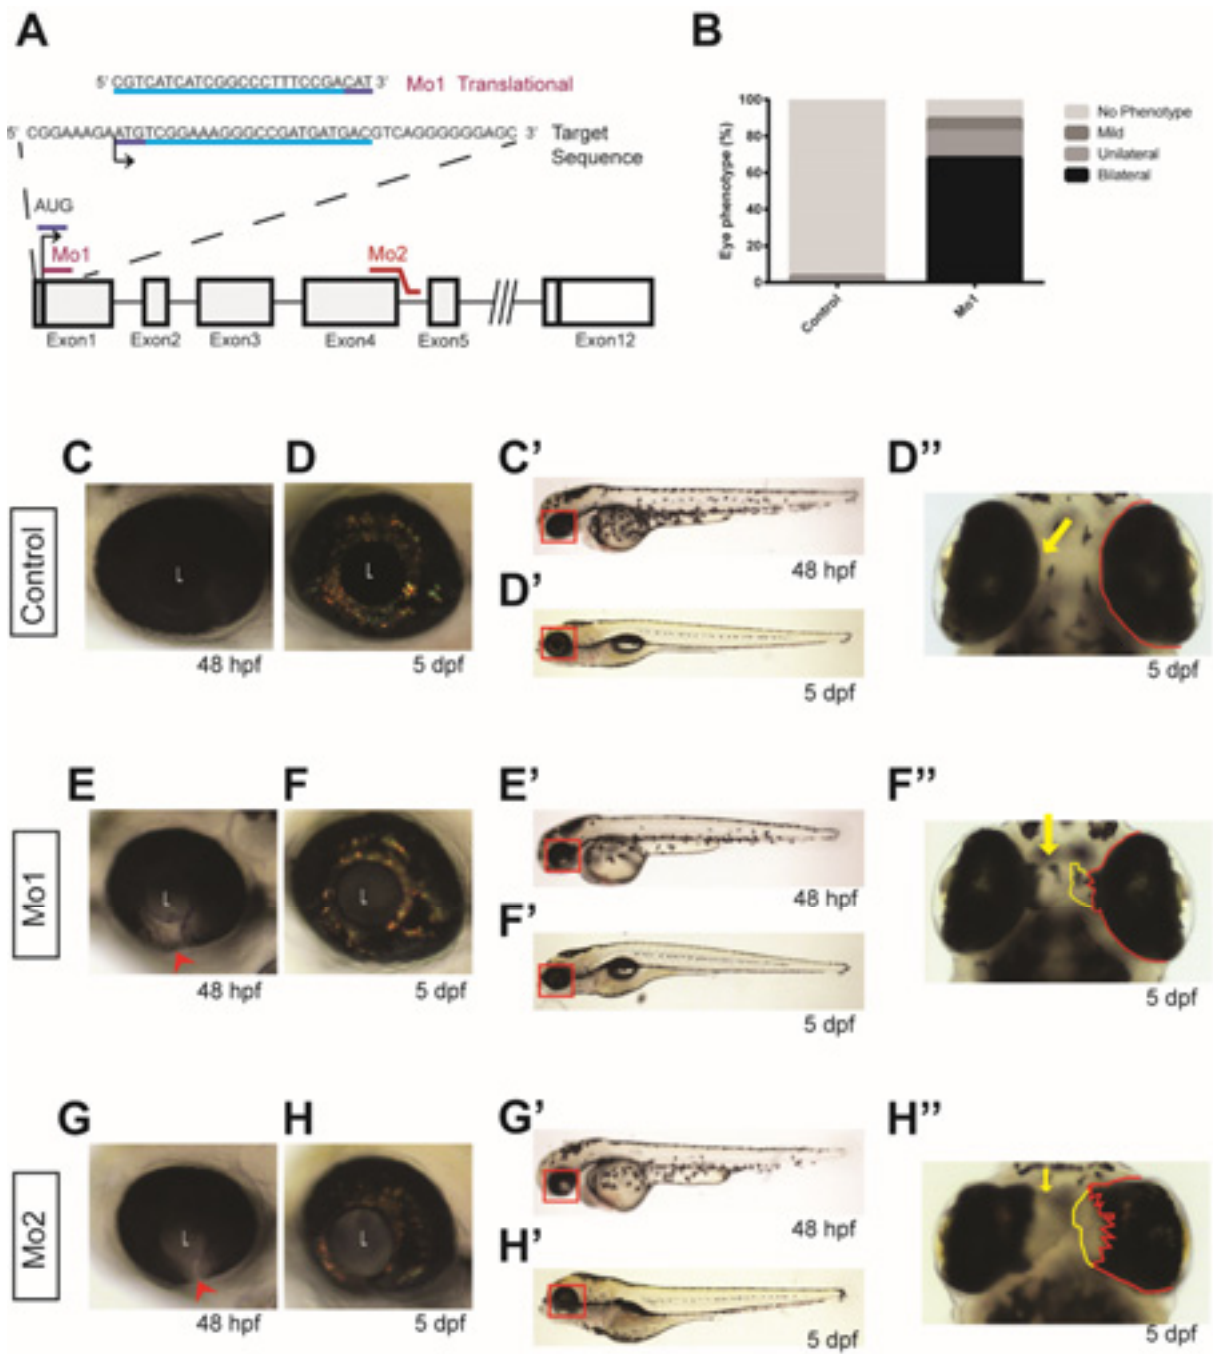 A
B
5' CGTCATCATCGGCCCTTTCCGACAT 3' Mo1 Translational
5' CGGAAAGAATGTCGGAAAGGGCCGATGATGACGTCAGGGGGGAGC 3' Target
Sequence
AUG
Mo1
Mo2
Exon1 Exon2 Exon3 Exon4 Exon5 Exon12
Eye phenotype (%)
100
80
60
40
20
0
Control
Mo1
No Phenotype
Mild
Unilateral
Bilateral
C D C' D''
Control
L
L
48 hpf
D'
48 hpf 5 dpf
5 dpf
5 dpf
E F E' F''
Mo1
L
L
48 hpf
F'
48 hpf 5 dpf
5 dpf
5 dpf
G H G' H''
Mo2
L
L
48 hpf
H'
48 hpf 5 dpf
5 dpf
5 dpf